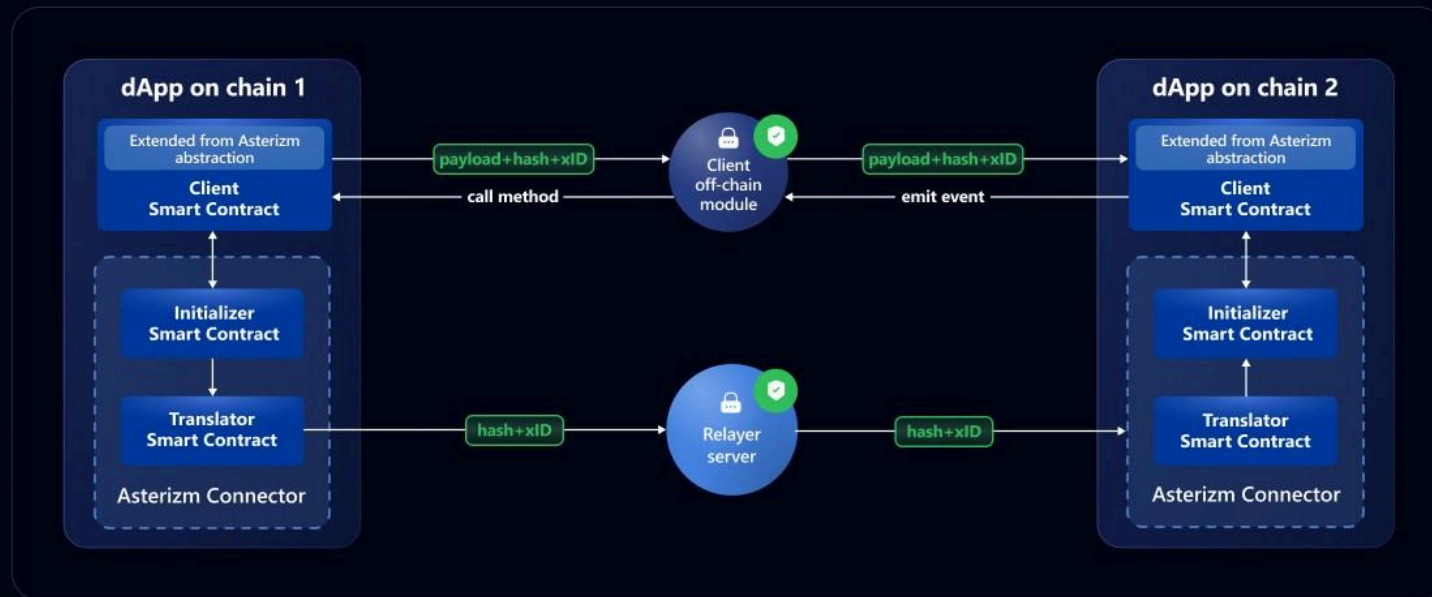 dApp on chain 1
Extended from Asterizm
abstraction
Client
Smart Contract
Initializer
Smart Contract
Translator
Smart Contract
Asterizm Connector
payload+hash+xID
call method
Client
off-chain
module
payload+hash+xID
emit event
hash+xID
Relayer
server
hash+xID
dApp on chain 2
Extended from Asterizm
abstraction
Client
Smart Contract
Initializer
Smart Contract
Translator
Smart Contract
Asterizm Connector